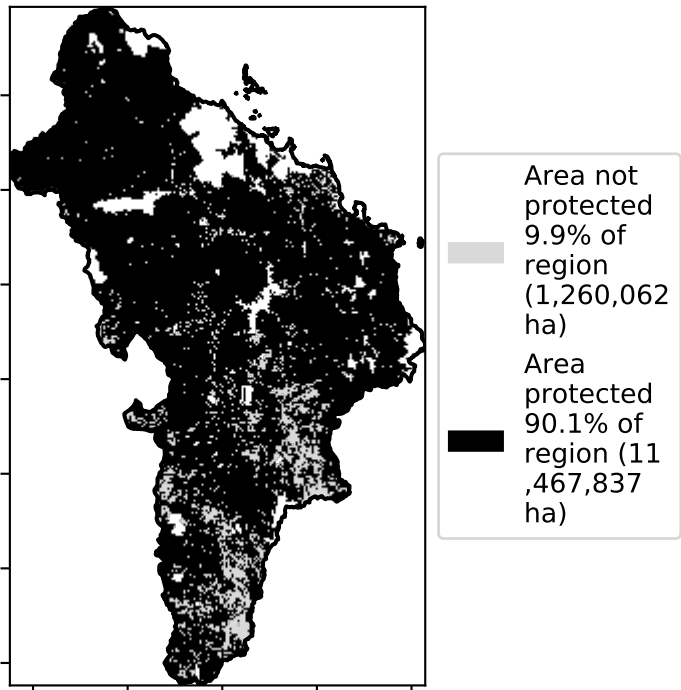 Area not
protected
9.9% of
region
(1,260,062
ha)
Area
protected
90.1% of
region (11
,467,837
ha)